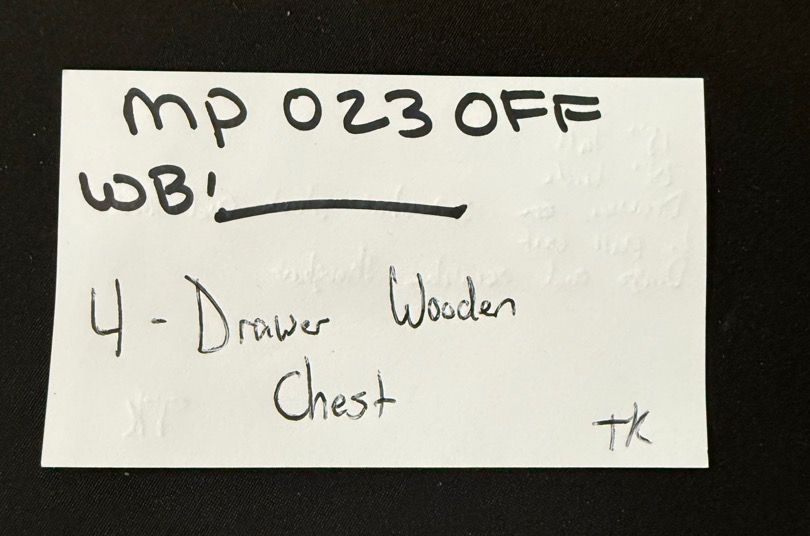 MP 023 OFF
WB'
4 - Drawer Wooden
Chest
TK